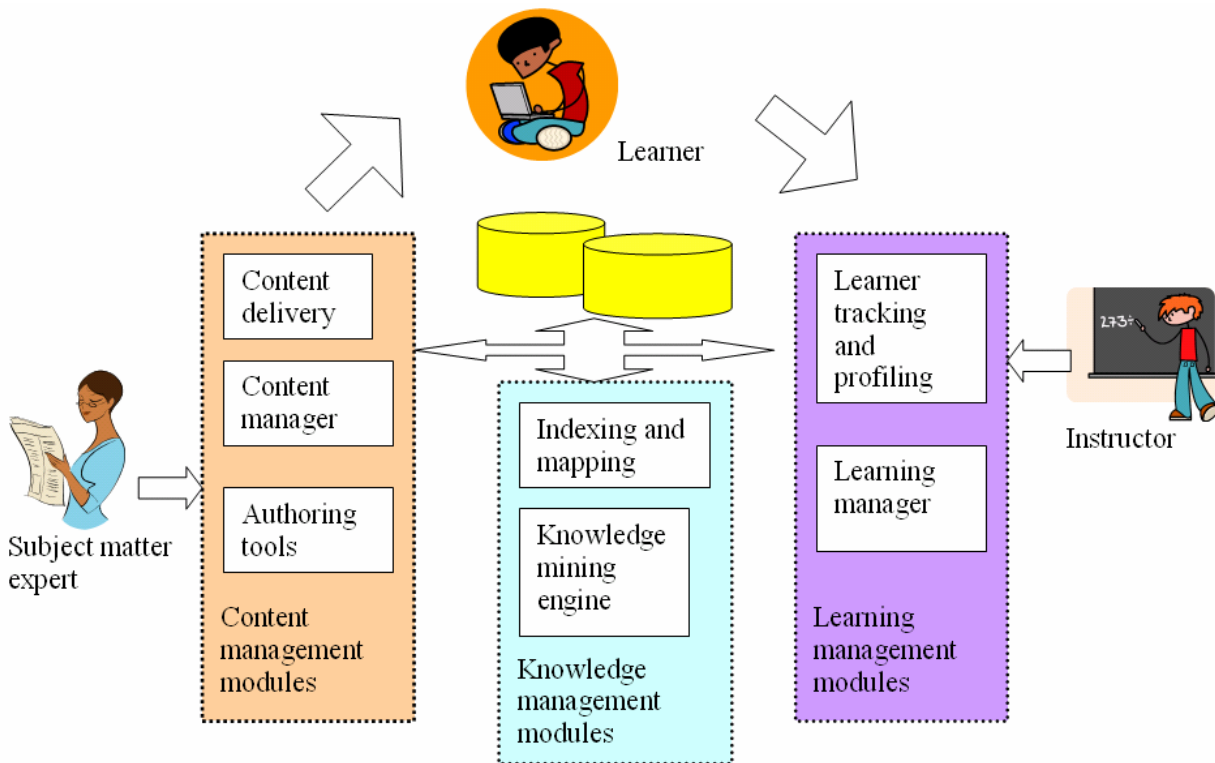 Learner
Content
delivery
Content
manager
Authoring
tools
Content
management
modules
Subject matter
expert
Indexing and
mapping
Knowledge
mining
engine
Knowledge
management
modules
Learner
tracking
and
profiling
Learning
manager
Learning
management
modules
273÷
Instructor